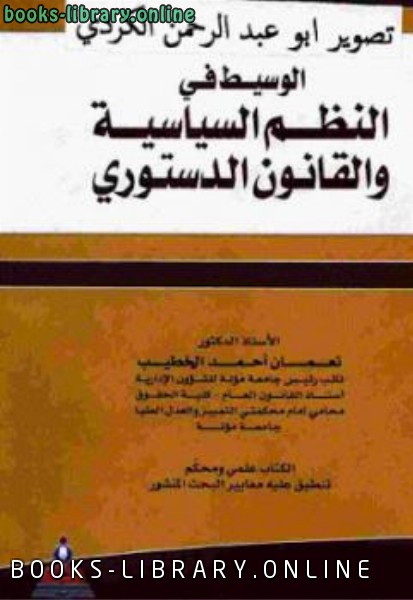 books-library.online
تصوير ابو عبد الرحمن الكردي
الوسيط في
النظم السياسية
والقانون الدستوري
الأستاذ الدكتور
نعمان أحمد الخطيب
نائب رئيس جامعة مؤتة للشؤون الإدارية
أستاذ القانون العام - كلية الحقوق
محامي أمام محكمتي التمييز والعدل العليا
جامعة مؤتة
الكتاب علمي ومحكم
تنطبق عليه معايير البحث المنشور
BOOKS-LIBRARY.ONLINE